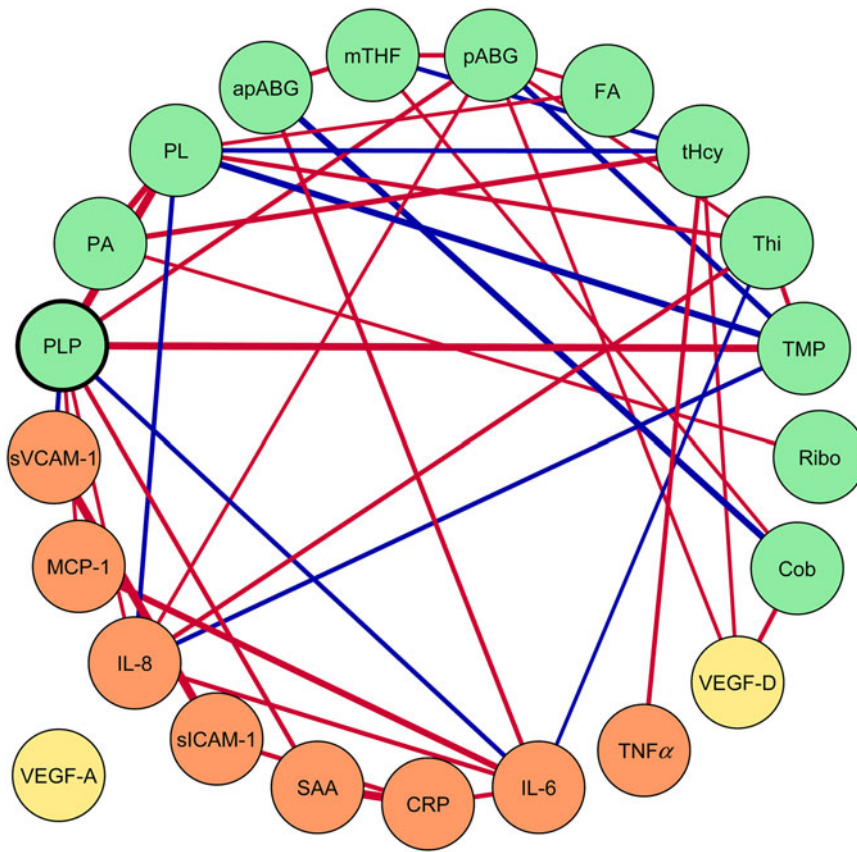 mTHF
pABG
apABG
FA
PL
tHcy
PA
Thi
PLP
TMP
sVCAM-1
Ribo
MCP-1
Cob
IL-8
VEGF-D
sICAM-1
TNFα
VEGF-A
SAA
CRP
IL-6